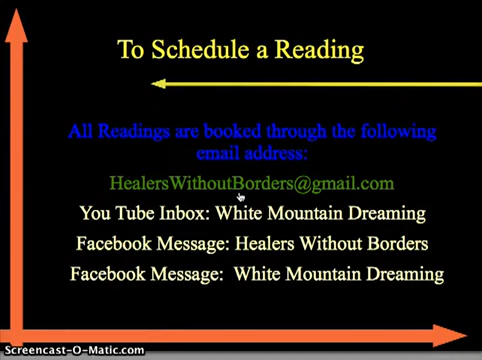 To Schedule a Reading
All Readings are booked through the following
email address:
HealersWithoutBorders@gmail.com
You Tube Inbox: White Mountain Dreaming
Facebook Message: Healers Without Borders
Facebook Message:  White Mountain Dreaming
Screencast-O-Matic.com